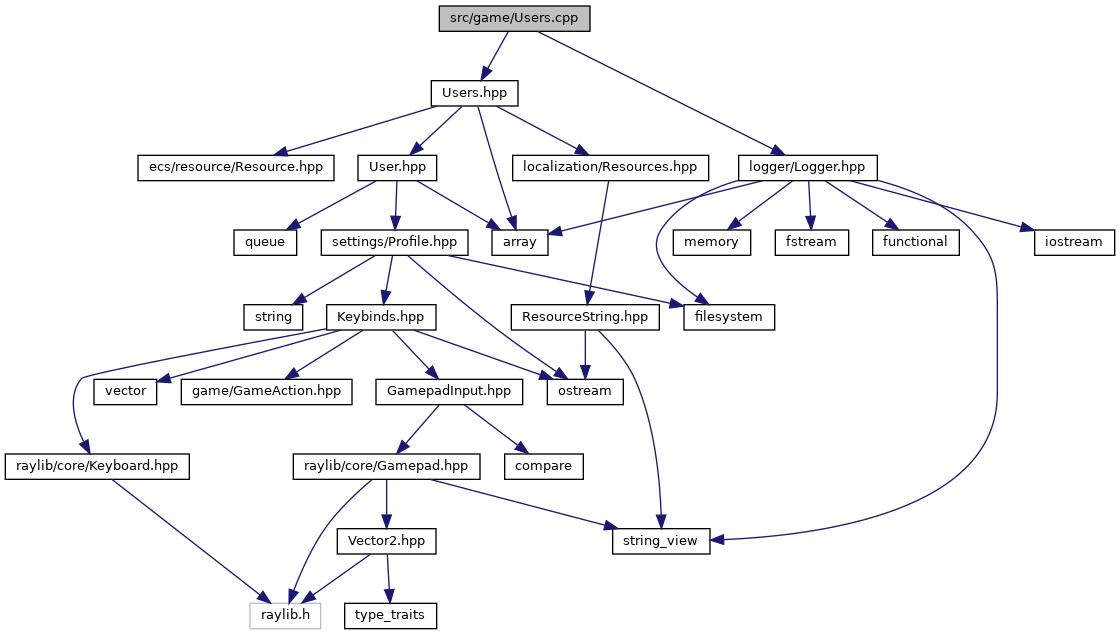 src/game/Users.cpp
Users.hpp
ecs/resource/Resource.hpp
User.hpp
localization/Resources.hpp
logger/Logger.hpp
queue
settings/Profile.hpp
array
memory
fstream
functional
iostream
string
Keybinds.hpp
ResourceString.hpp
filesystem
vector
game/GameAction.hpp
GamepadInput.hpp
ostream
raylib/core/Keyboard.hpp
raylib/core/Gamepad.hpp
compare
Vector2.hpp
string_view
raylib.h
type_traits